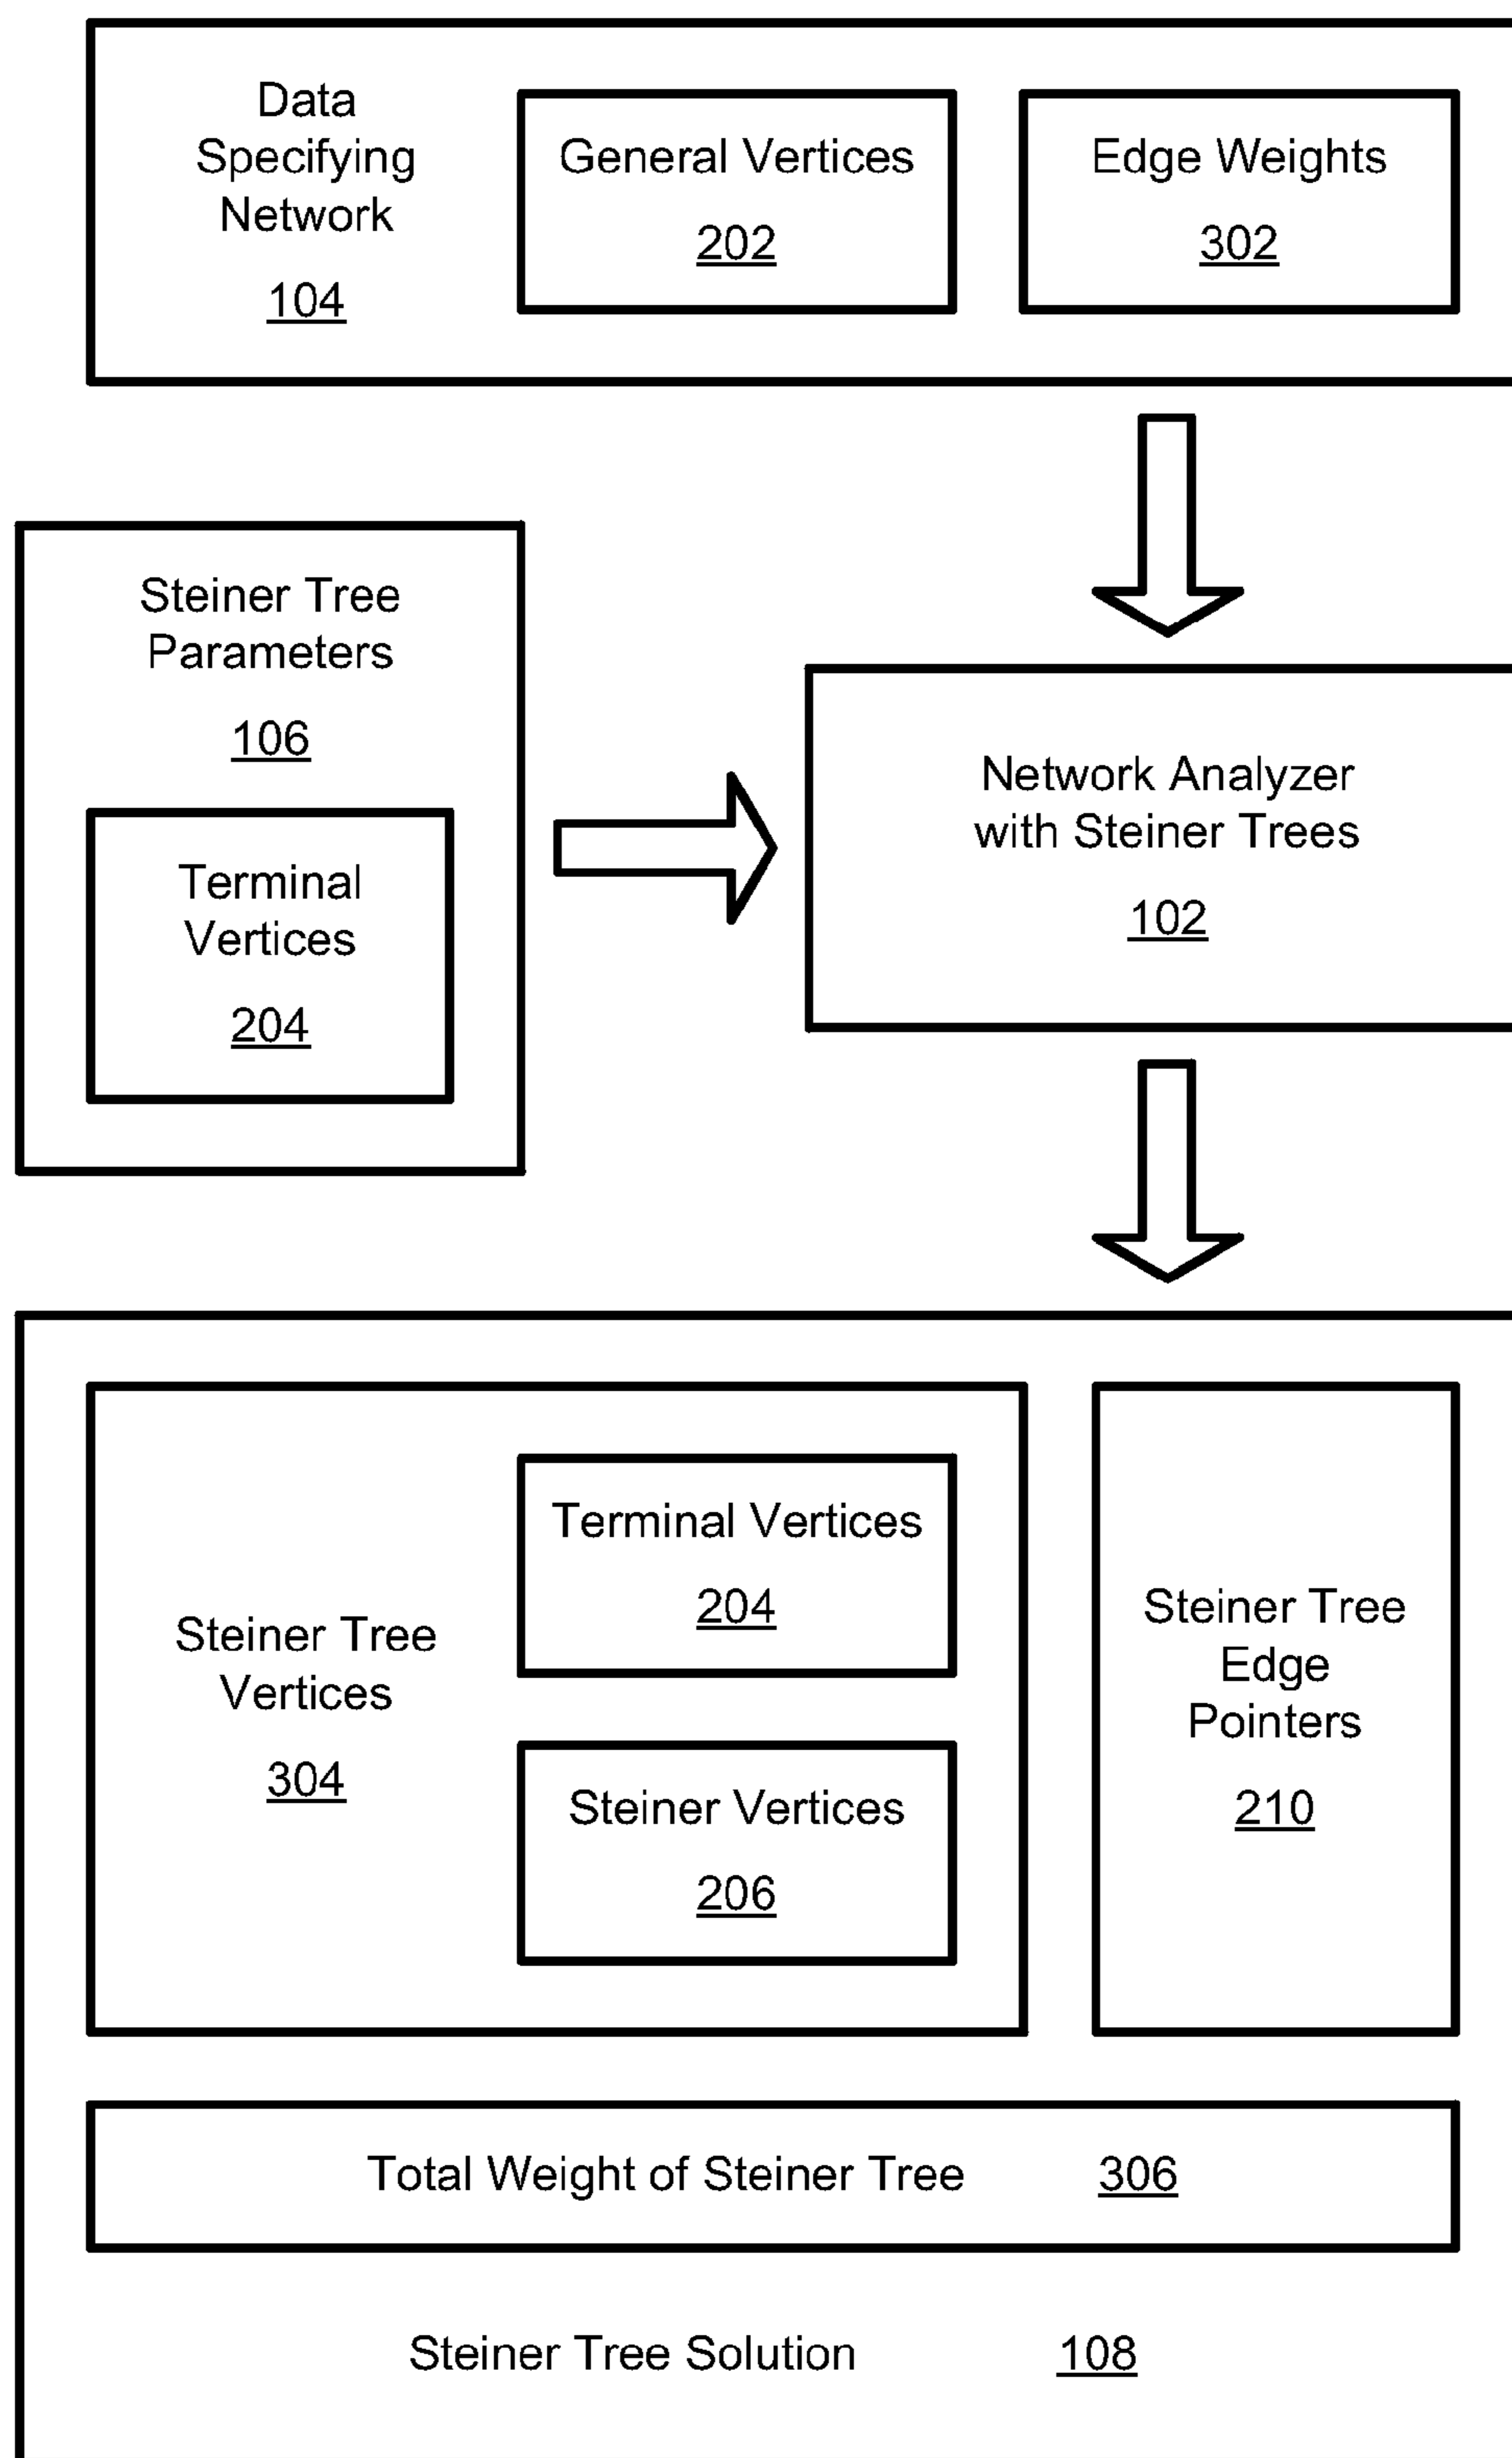 Data
Specifying
Network
104
General Vertices
202
Edge Weights
302
Steiner Tree
Parameters
106
Terminal
Vertices
204
Network Analyzer
with Steiner Trees
102
Steiner Tree
Vertices
304
Terminal Vertices
204
Steiner Vertices
206
Steiner Tree
Edge
Pointers
210
Total Weight of Steiner Tree 306
Steiner Tree Solution 108